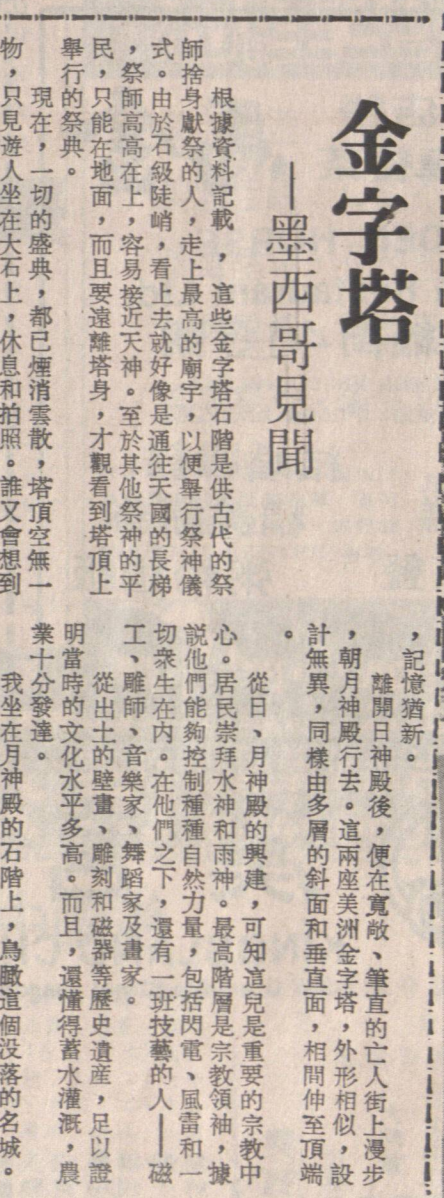 金字塔
—墨西哥見聞
根據資料記載，這些金字塔石階是供古代的祭
師捨身獻祭的人，走上最高的廟宇，以便舉行祭神儀
式。由於石級陡峭，看上去就好像是通往天國的長梯
，祭師高高在上，容易接近天神。至於其他祭神的平
民，只能在地面，而且要遠離塔身，才觀看到塔頂上
舉行的祭典。
現在，一切的盛典，都已煙消雲散，塔頂空無一
物，只見遊人坐在大石上，休息和拍照。誰又會想到
，記憶猶新。
離開日神殿後，便在寬敞、筆直的亡人街上漫步
，朝月神殿行去。這兩座美洲金字塔，外形相似，設
計無異，同樣由多層的斜面和垂直面，相間伸至頂端
。
從日、月神殿的興建，可知這兒是重要的宗教中
心。居民崇拜水神和雨神。最高階層是宗教領袖，據
説他們能夠控制種種自然力量，包括閃電、風雷和一
切衆生在内。在他們之下，還有一班技藝的人——磁
工、雕師、音樂家、舞蹈家及畫家。
從出土的壁畫、雕刻和磁器等歷史遺産，足以證
明當時的文化水平多高。而且，還懂得蓄水灌溉，農
業十分發達。
我坐在月神殿的石階上，鳥瞰這個没落的名城。